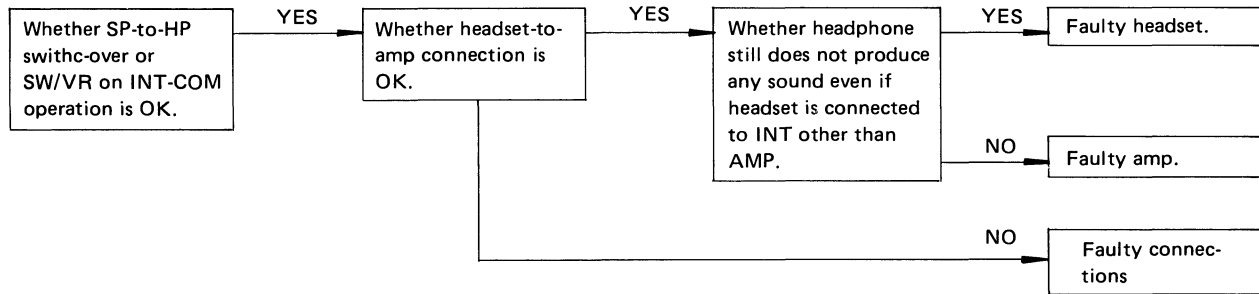 Whether SP-to-HP
swithc-over or
SW/VR on INT-COM
operation is OK.
YES
Whether headset-to-
amp connection is
OK.
YES
Whether headphone
still does not produce
any sound even if
headset is connected
to INT other than
AMP.
YES
Faulty headset.
NO
Faulty amp.
NO
Faulty connec-
tions